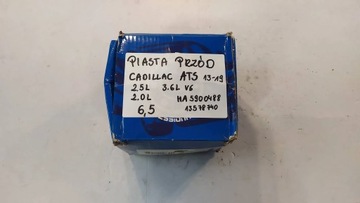 PIASTA PRZÓD
CADILLAC ATS 13-19
2.5L 3.6L V6
2.0L HA590488
6,5 13578740